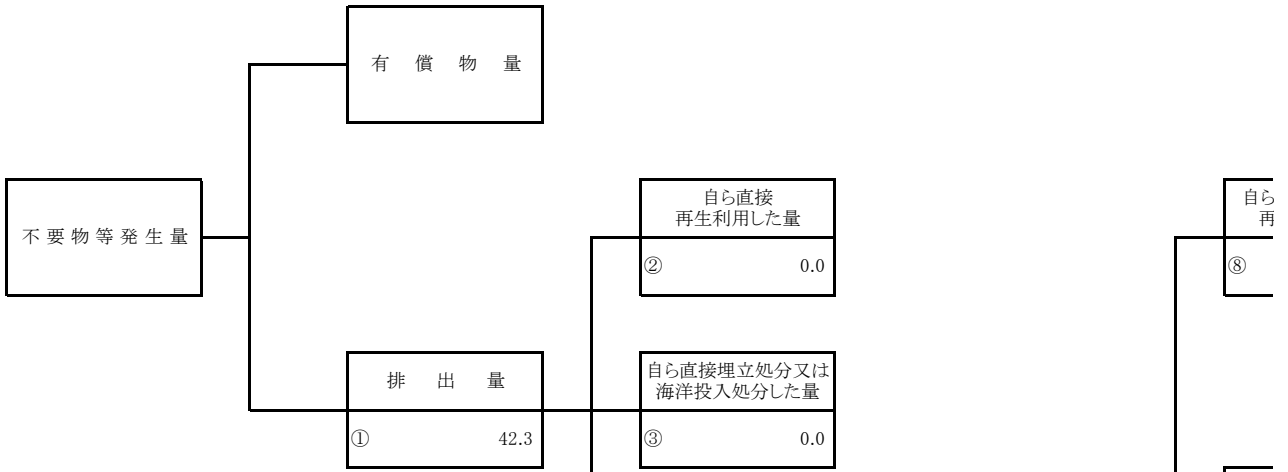 有償物量
不要物等発生量
自ら直接
再生利用した量
② 0.0
自ら
再
⑧
排出量
① 42.3
自ら直接埋立処分又は
海洋投入処分した量
③ 0.0